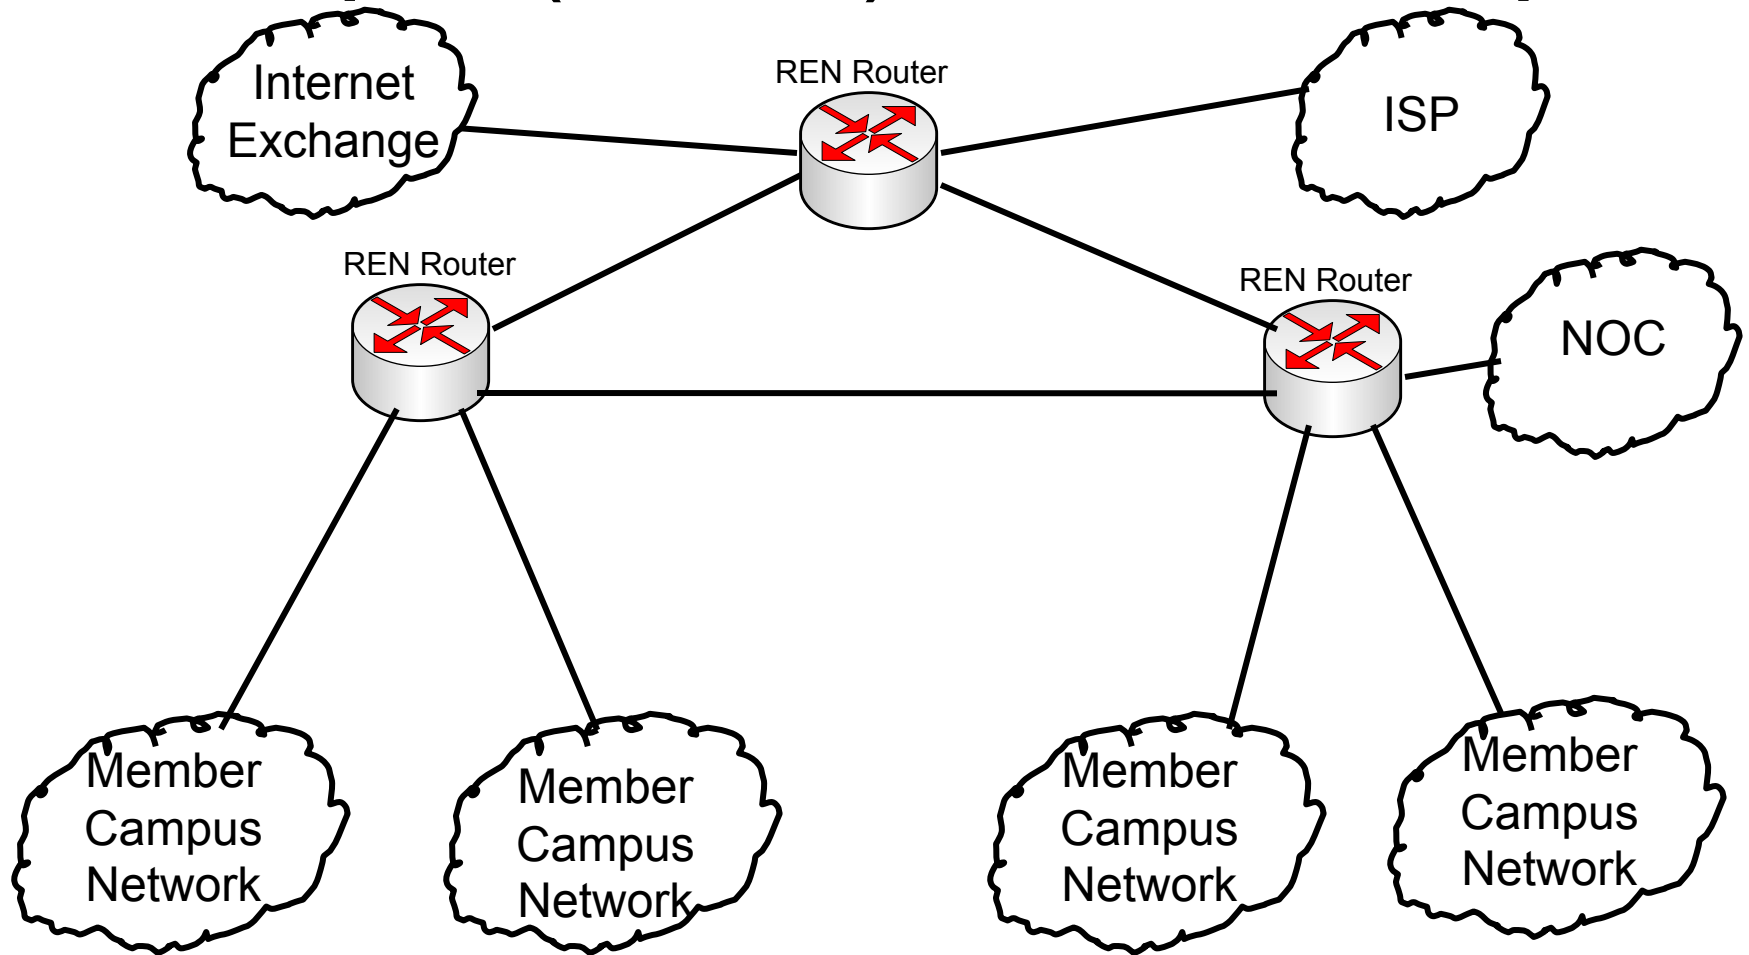 Internet
Exchange
REN Router
ISP
REN Router
REN Router
NOC
Member
Campus
Network
Member
Campus
Network
Member
Campus
Network
Member
Campus
Network